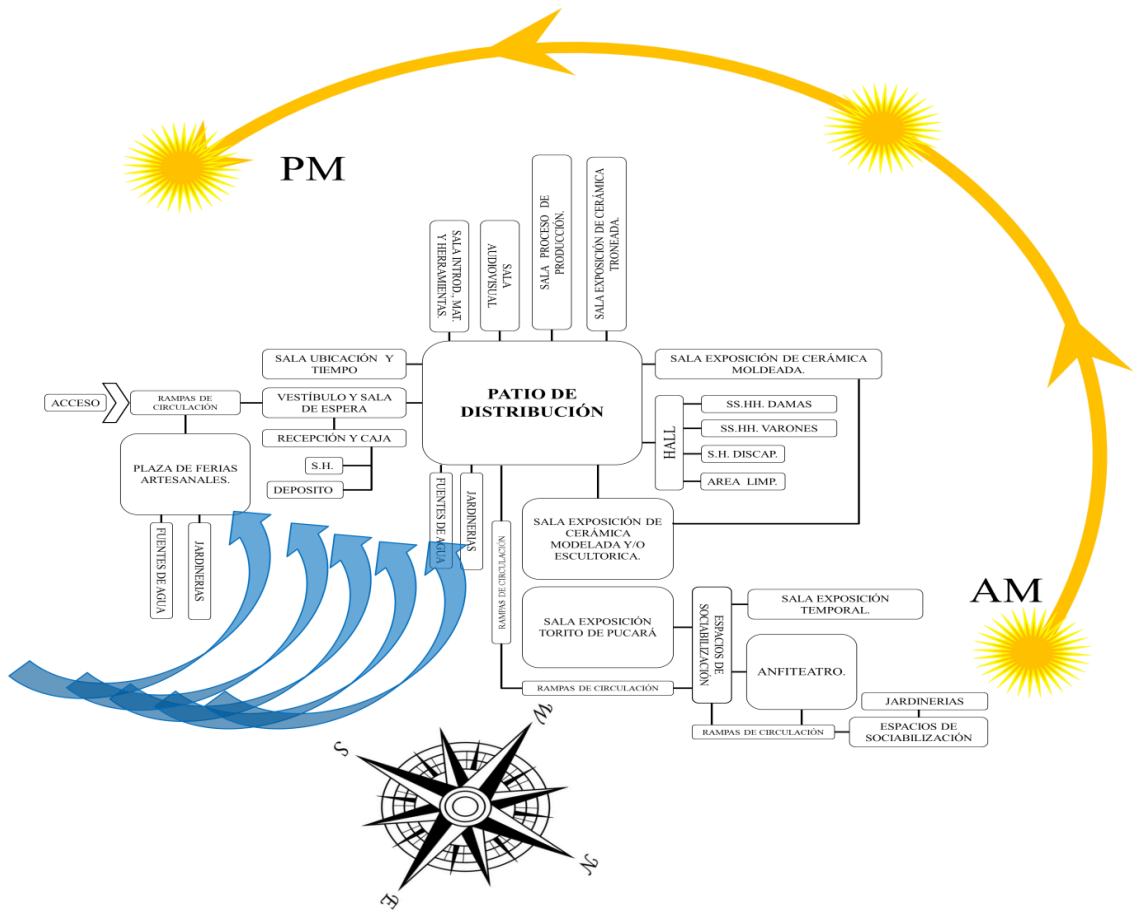 PM
SALA INTROD., MAT.
Y HERRAMIENTAS.
SALA
AUDIOVISUAL
SALA PROCESO DE
PRODUCCIÓN.
SALA EXPOSICIÓN DE CERÁMICA
TRONEADA.
SALA UBICACIÓN Y
TIEMPO
PATIO DE
DISTRIBUCIÓN
SALA EXPOSICIÓN DE CERÁMICA
MOLDEADA.
ACCESO
RAMPAS DE
CIRCULACIÓN
VESTÍBULO Y SALA
DE ESPERA
RECEPCIÓN Y CAJA
S.H.
DEPOSITO
HALL
SS.HH. DAMAS
SS.HH. VARONES
S.H. DISCAP.
AREA LIMP.
PLAZA DE FERIAS
ARTESANALES.
FUENTES DE AGUA
JARDINERIAS
FUENTES DE AGUA
JARDINERIAS
RAMPAS DE CIRCULACION
SALA EXPOSICIÓN DE
CERÁMICA
MODELADA Y/O
ESCULTORICA.
AM
SALA EXPOSICIÓN
TORITO DE PUCARÁ
ESPACIOS DE
SOCIABILIZACIÓN
SALA EXPOSICIÓN
TEMPORAL.
ANFITEATRO.
RAMPAS DE CIRCULACIÓN
JARDINERIAS
RAMPAS DE CIRCULACIÓN
ESPACIOS DE
SOCIABILIZACIÓN
W
S
N
Œ